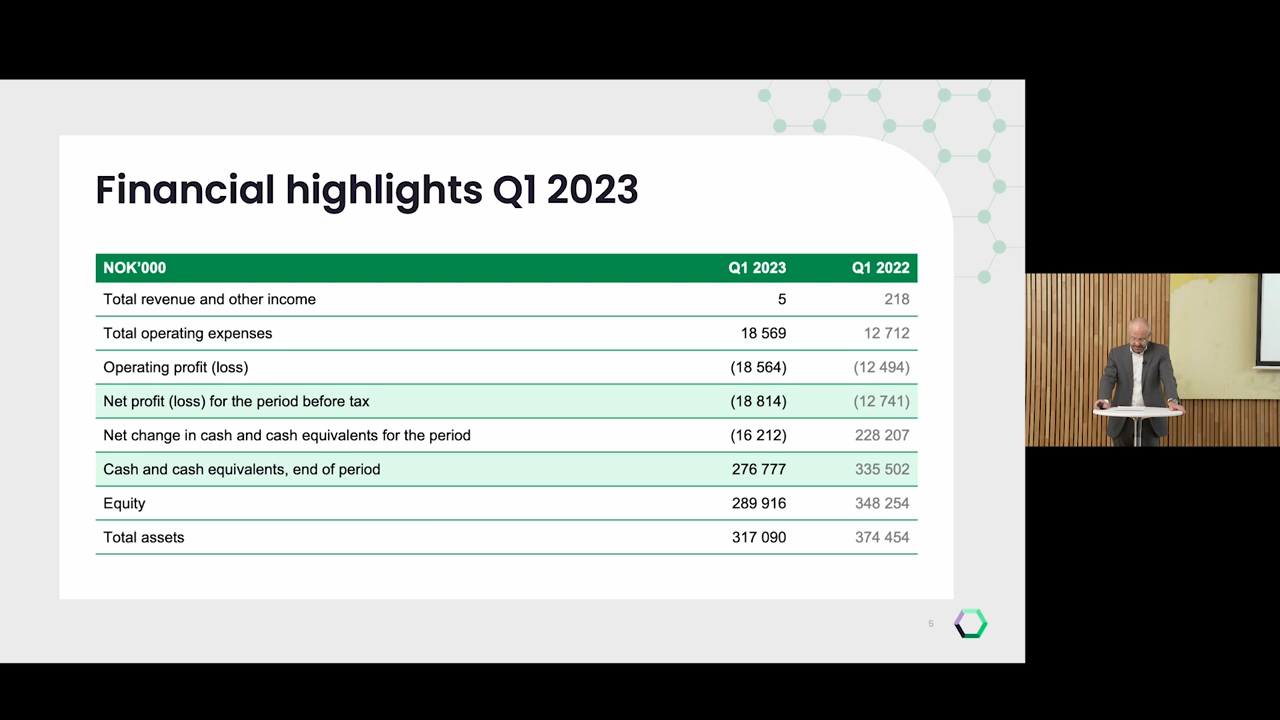 Financial highlights Q1 2023
NOK'000 Q1 2023 Q1 2022
Total revenue and other income 5 218
Total operating expenses 18 569 12 712
Operating profit (loss) (18 564) (12 494)
Net profit (loss) for the period before tax (18 814) (12 741)
Net change in cash and cash equivalents for the period (16 212) 228 207
Cash and cash equivalents, end of period 276 777 335 502
Equity 289 916 348 254
Total assets 317 090 374 454
5